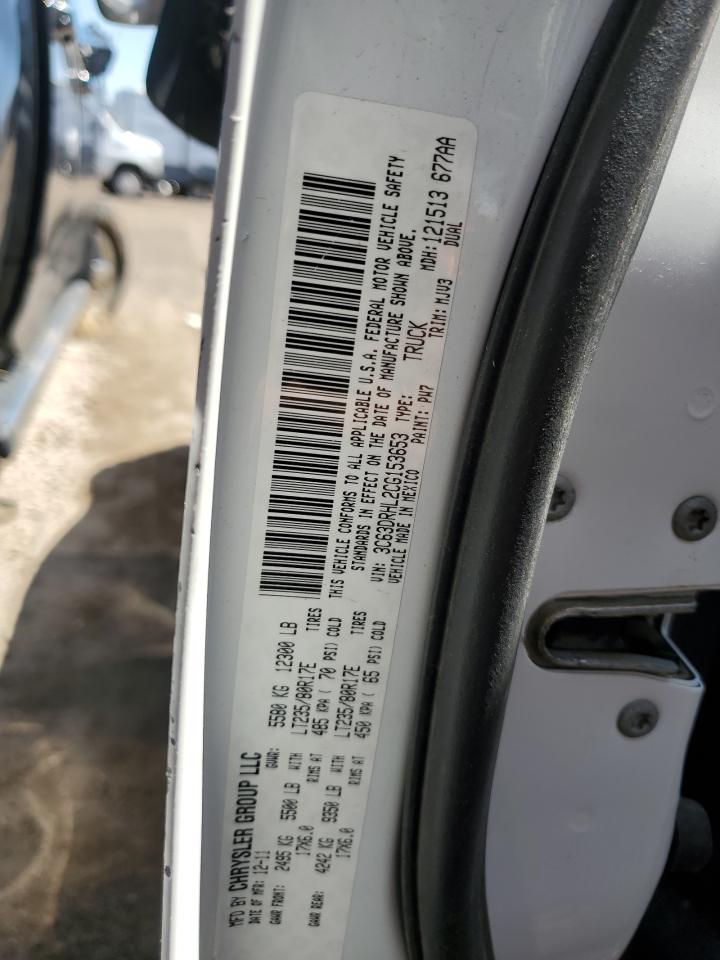 MFD BY CHRYSLER GROUP LLC
DATE OF MFR: 12-11 GVWR: 5580 KG 12300 LB
GAWR FRONT: 2495 KG 5500 LB WITH LT235/80R17E TIRES
17X6.0 RIMS AT 485 KPA ( 70 PSI) COLD
GAWR REAR: 4242 KG 9350 LB WITH LT235/80R17E TIRES
17X6.0 RIMS AT 450 KPA ( 65 PSI) COLD
THIS VEHICLE CONFORMS TO ALL APPLICABLE U.S.A. FEDERAL MOTOR VEHICLE SAFETY
STANDARDS IN EFFECT ON THE DATE OF MANUFACTURE SHOWN ABOVE.
VIN: 3C63DRHL2CG153653 TYPE: TRUCK MDH: 121513 677AA
VEHICLE MADE IN MEXICO PAINT: PW7 TRIM: MJV3 DUAL